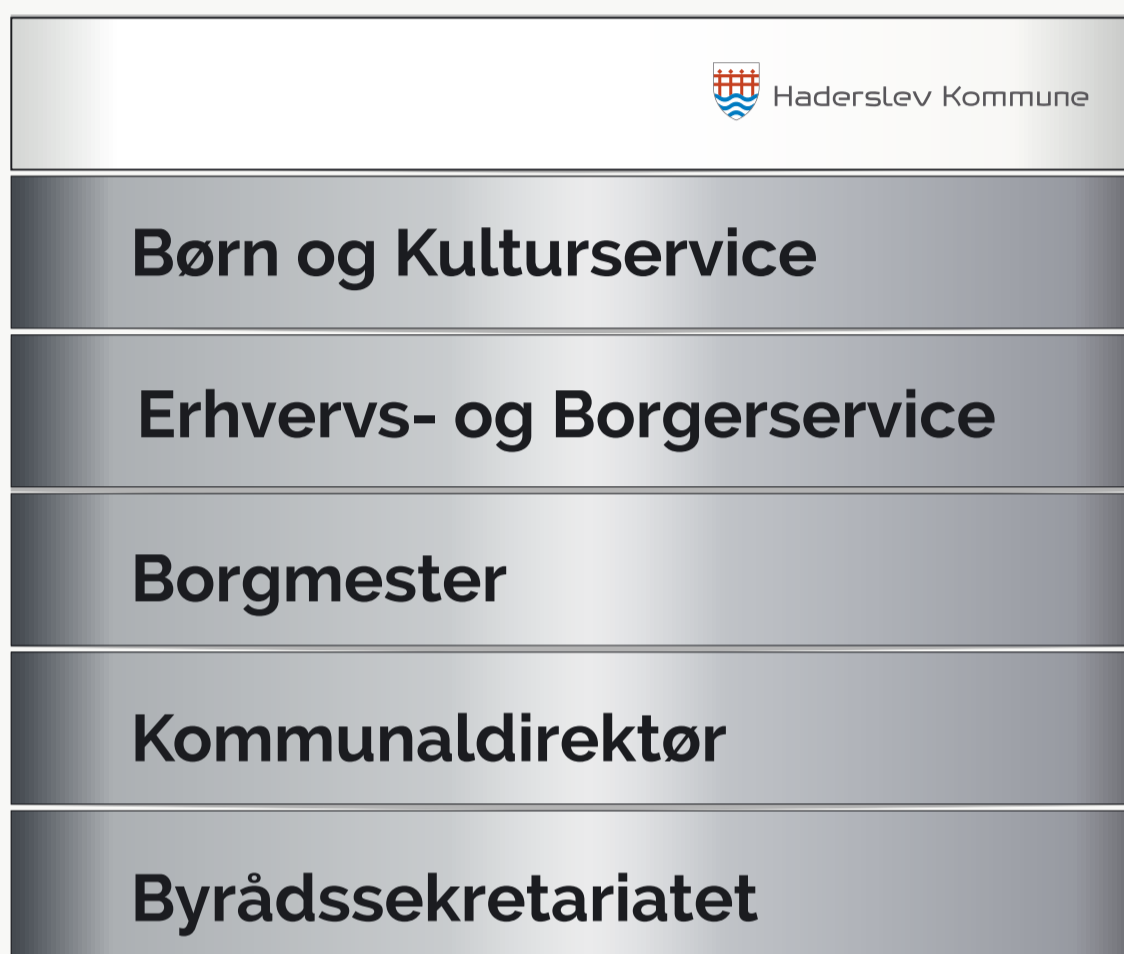 Haderslev Kommune
Børn og Kulturservice
Erhvervs- og Borgerservice
Borgmester
Kommunaldirektør
Byrådssekretariatet